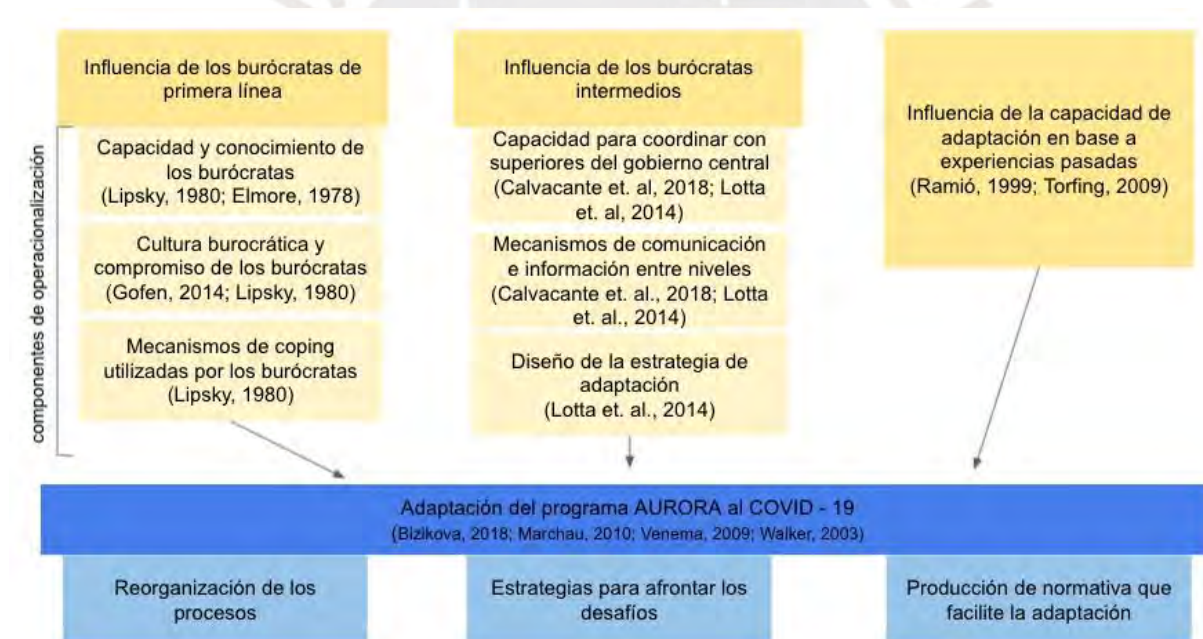 Influencia de los burócratas de
primera línea
componentes de operacionalización
Capacidad y conocimiento de
los burócratas
(Lipsky, 1980; Elmore, 1978)
Cultura burocrática y
compromiso de los burócratas
(Gofen, 2014; Lipsky, 1980)
Mecanismos de coping
utilizadas por los burócratas
(Lipsky, 1980)
Influencia de los burócratas
intermedios
Capacidad para coordinar con
superiores del gobierno central
(Calvacante et. al, 2018; Lotta
et. al, 2014)
Mecanismos de comunicación
e información entre niveles
(Calvacante et. al., 2018; Lotta
et. al., 2014)
Diseño de la estrategia de
adaptación
(Lotta et. al., 2014)
Influencia de la capacidad de
adaptación en base a
experiencias pasadas
(Ramió, 1999; Torfing, 2009)
Adaptación del programa AURORA al COVID - 19
(Bizikova, 2018; Marchau, 2010; Venema, 2009; Walker, 2003)
Reorganización de los
procesos
Estrategias para afrontar los
desafíos
Producción de normativa que
facilite la adaptación